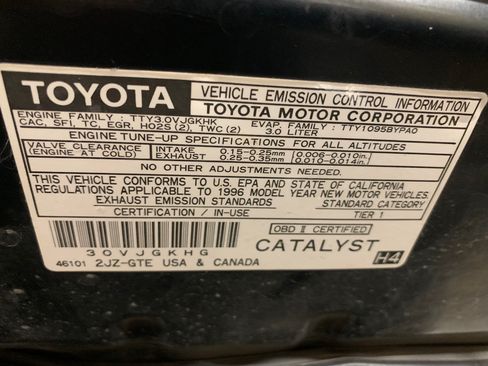 TOYOTA
VEHICLE EMISSION CONTROL INFORMATION
TOYOTA MOTOR CORPORATION
ENGINE FAMILY : TTY3.0VJGKHK EVAP FAMILY : TTY1095BYPA0
CAC, SFI, TC, EGR, HO2S (2), TWC (2) 3.0 LITER
ENGINE TUNE-UP SPECIFICATIONS FOR ALL ALTITUDES
VALVE CLEARANCE INTAKE 0.15-0.25mm (0.006-0.010in.)
(ENGINE AT COLD) EXHAUST 0.25-0.35mm (0.010-0.014in.)
NO OTHER ADJUSTMENTS NEEDED.
THIS VEHICLE CONFORMS TO U.S. EPA AND STATE OF CALIFORNIA
REGULATIONS APPLICABLE TO 1996 MODEL YEAR NEW MOTOR VEHICLES.
EXHAUST EMISSION STANDARDS STANDARD CATEGORY
CERTIFICATION / IN-USE TIER 1
OBD II CERTIFIED
30VJGKHG
CATALYST
46101 2JZ-GTE USA & CANADA
H4